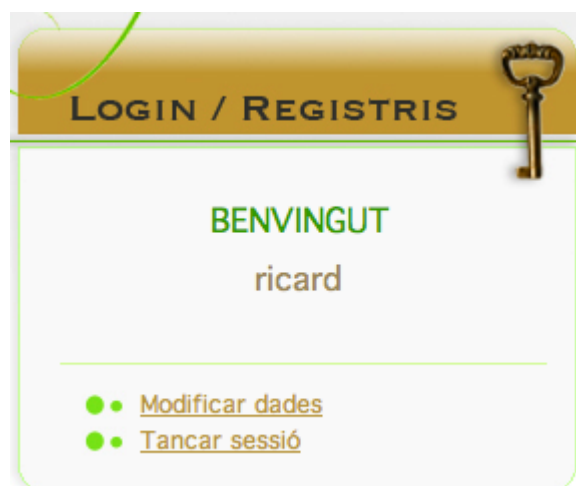 LOGIN / REGISTRIS
BENVINGUT
ricard
Modificar dades
Tancar sessió